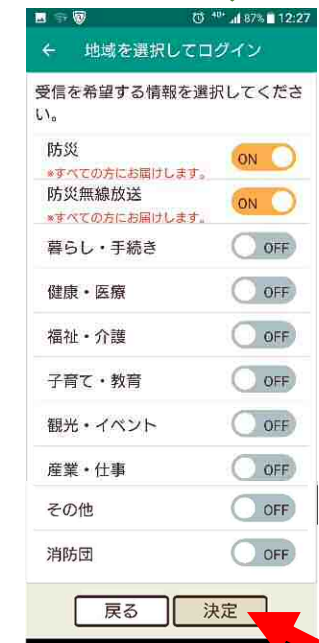 4G+ 87% 12:27
← 地域を選択してログイン
受信を希望する情報を選択してくださ
い。
防災
ON
*すべての方にお届けします。
防災無線放送
ON
*すべての方にお届けします。
暮らし・手続き OFF
健康・医療 OFF
福祉・介護 OFF
子育て・教育 OFF
観光・イベント OFF
産業・仕事 OFF
その他 OFF
消防団 OFF
戻る 決定